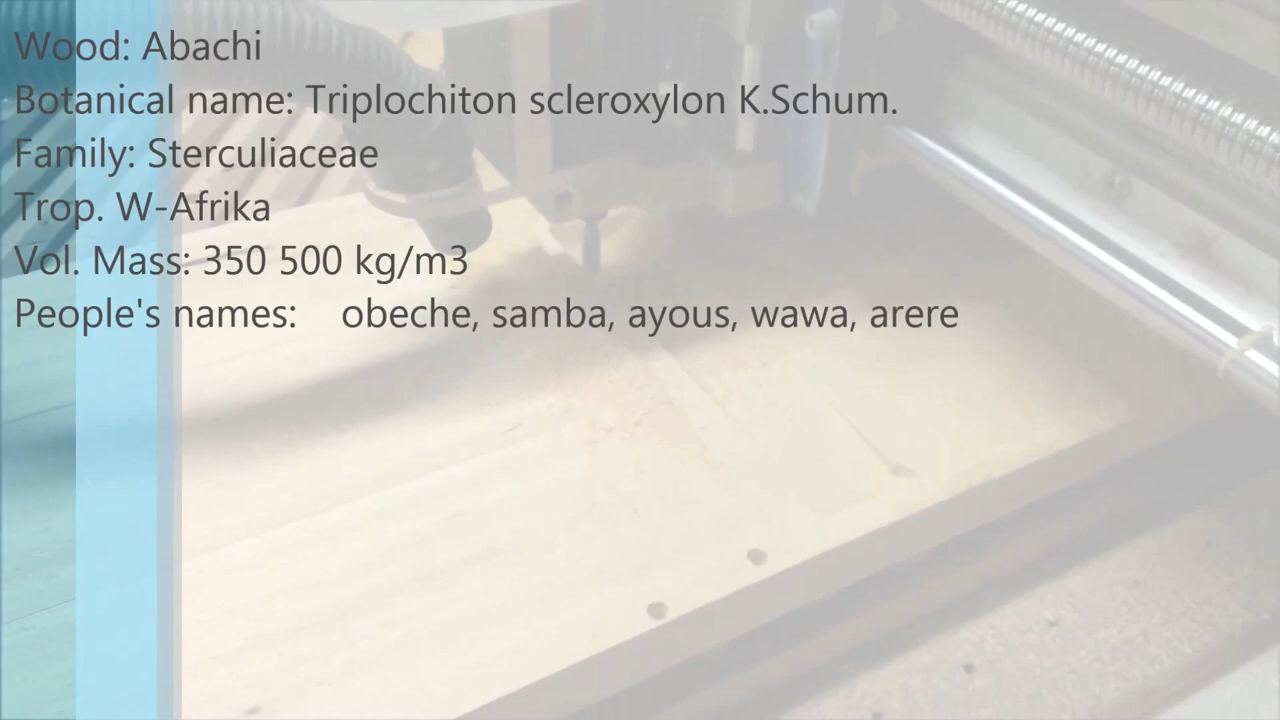 Wood: Abachi
Botanical name: Triplochiton scleroxylon K.Schum.
Family: Sterculiaceae
Trop. W-Afrika
Vol. Mass: 350 500 kg/m3
People's names: obeche, samba, ayous, wawa, arere